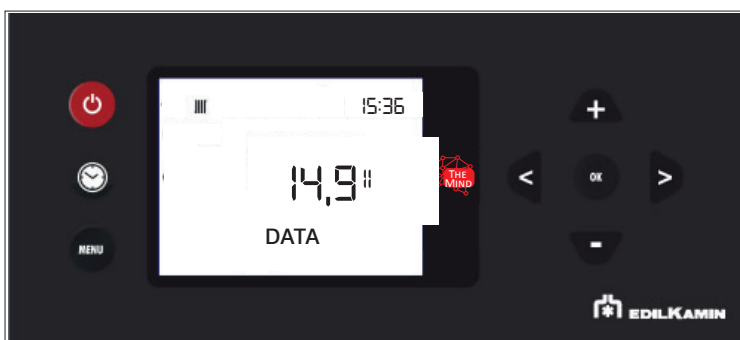 15:36
14,9"
THE
MIND
DATA
MENU
+
<
OK
>
-
EDILKAMIN